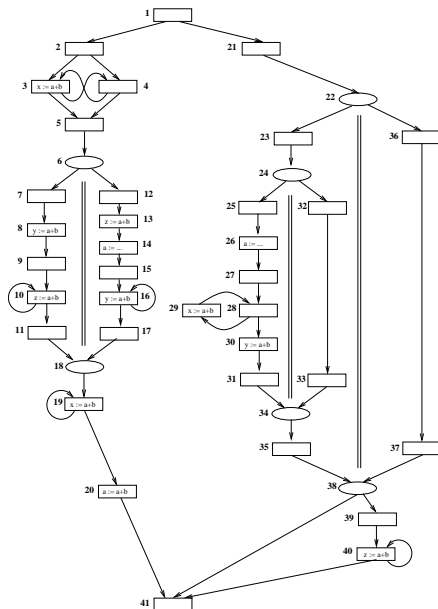 1
2
21
3 x := a+b
4
22
5
23
36
6
24
7
12
25
32
8 y := a+b
z := a+b 13
26 a := ...
a := ... 14
9
15
27
10 z := a+b
y := a+b 16
29 x := a+b
28
11
17
30 y := a+b
18
31
33
19 x := a+b
34
35
37
20 a := a+b
38
39
40 z := a+b
41